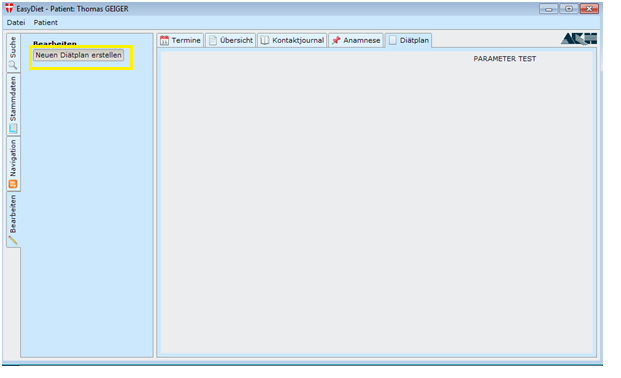 EasyDiet - Patient: Thomas GEIGER
Datei Patient
Suche
Stammdaten
Navigation
Bearbeiten
Bearbeiten
Neuen Diätplan erstellen
Termine Übersicht Kontaktjournal Anamnese Diätplan
AKH
PARAMETER TEST